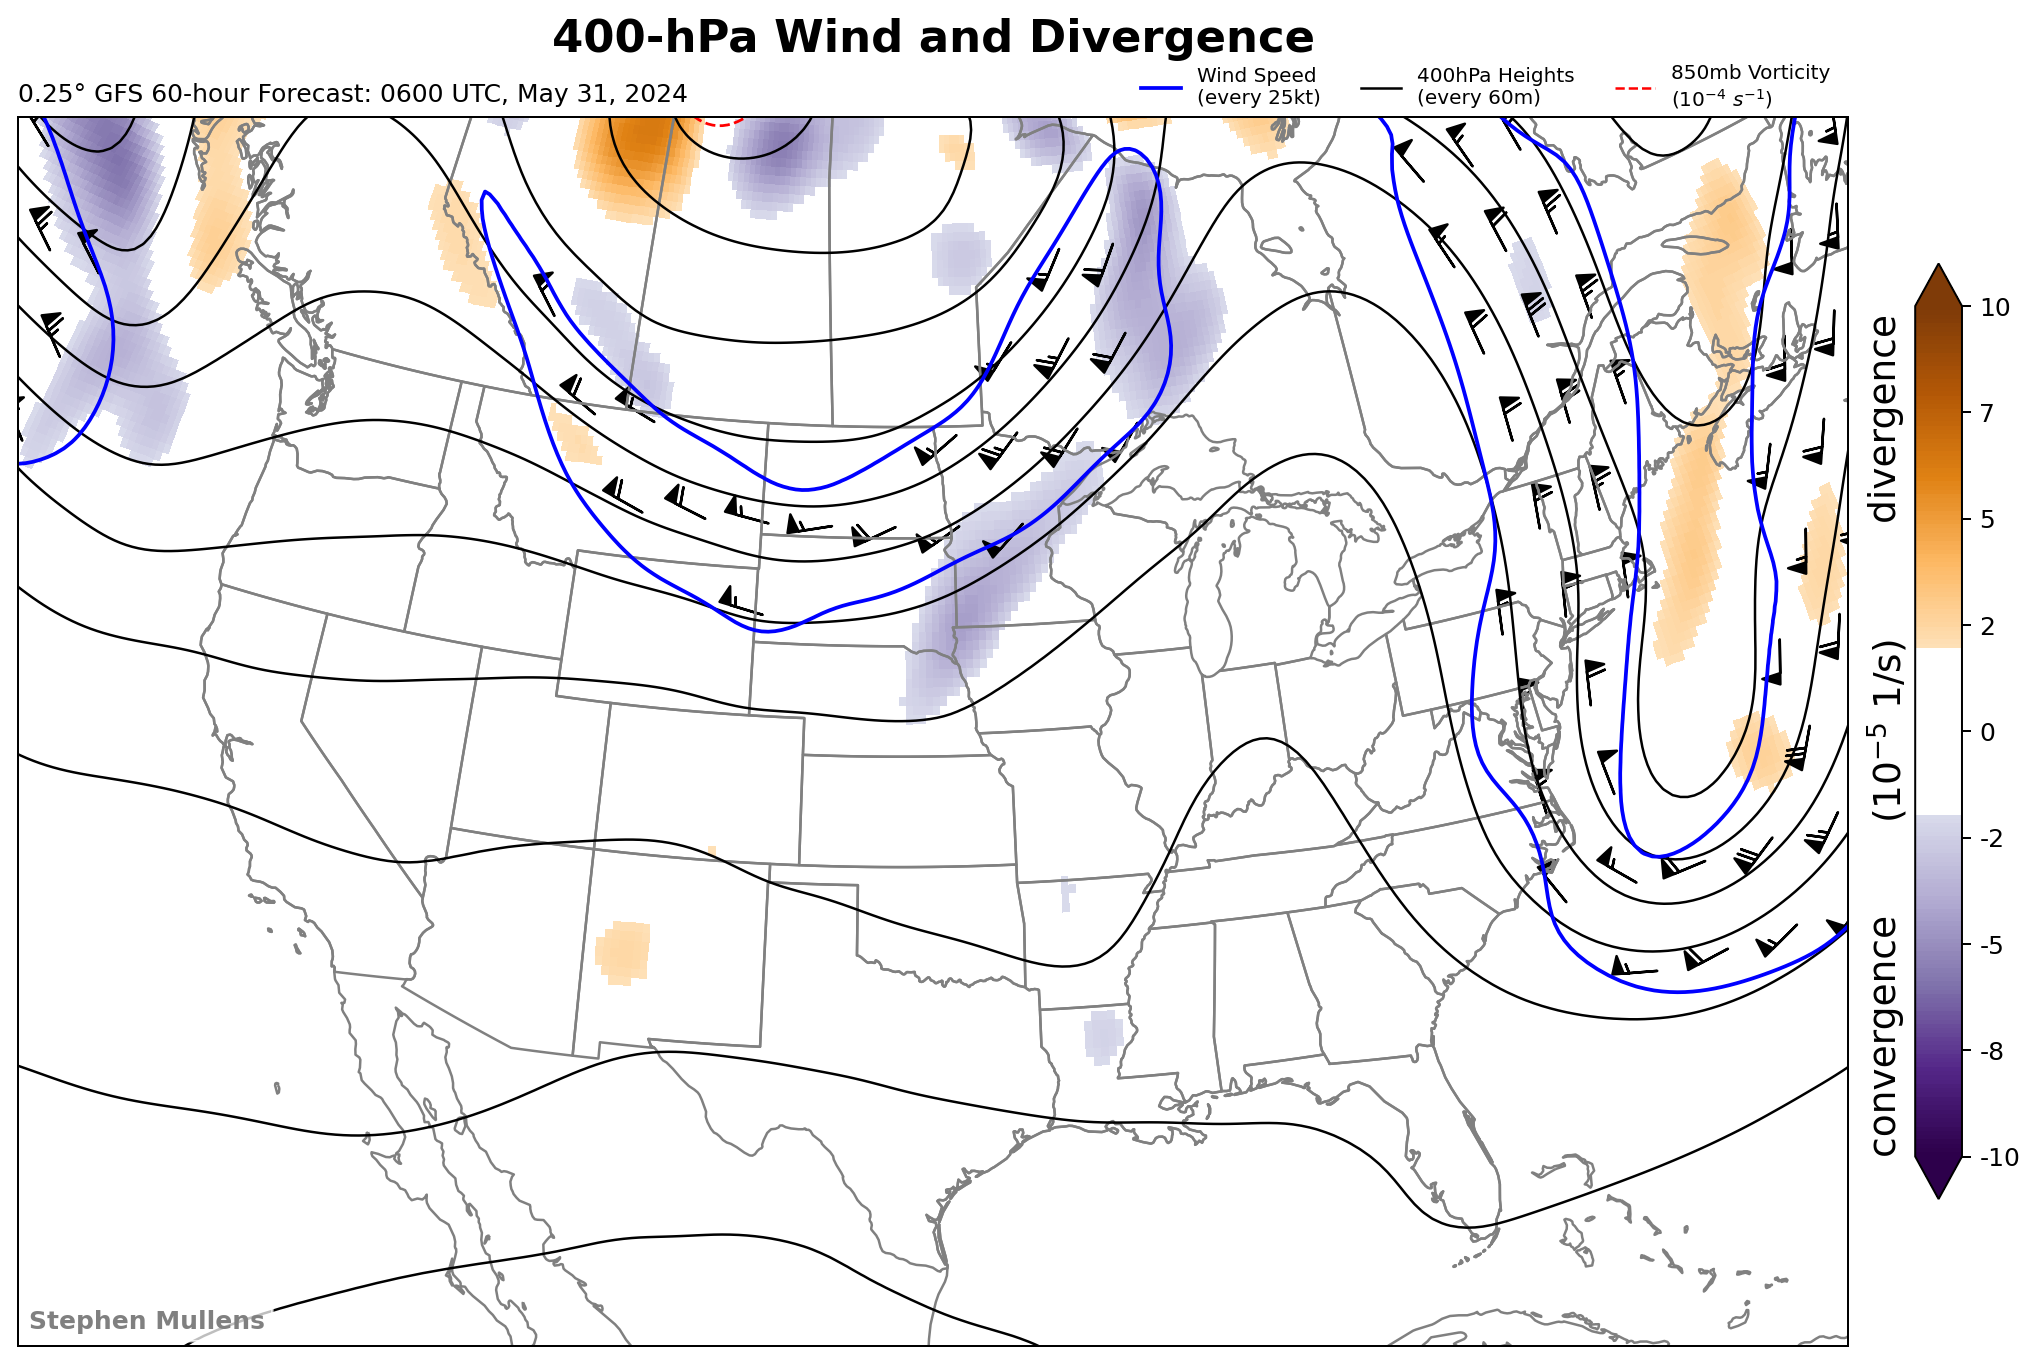 400-hPa Wind and Divergence
0.25° GFS 60-hour Forecast: 0600 UTC, May 31, 2024
Wind Speed
(every 25kt)
400hPa Heights
(every 60m)
850mb Vorticity
(10⁻⁴ s⁻¹)
10
7
5
2
0
-2
-5
-8
-10
convergence (10⁻⁵ 1/s) divergence
Stephen Mullens